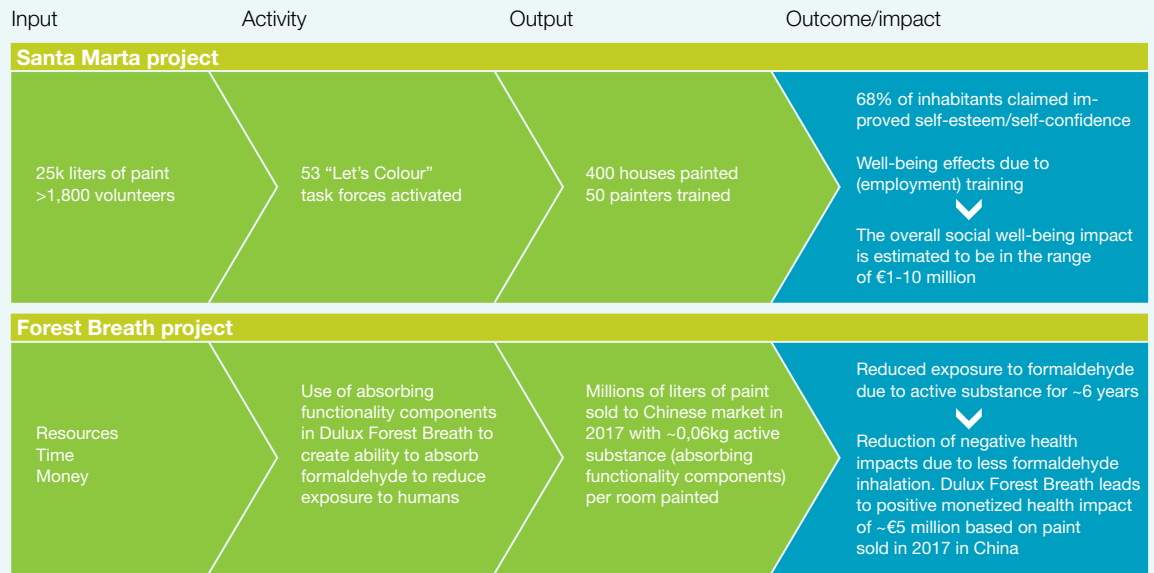 Input Activity Output Outcome/impact
Santa Marta project
25k liters of paint
>1,800 volunteers
53 “Let’s Colour”
task forces activated
400 houses painted
50 painters trained
68% of inhabitants claimed im-
proved self-esteem/self-confidence
Well-being effects due to
(employment) training
The overall social well-being impact
is estimated to be in the range
of €1-10 million
Forest Breath project
Resources
Time
Money
Use of absorbing
functionality components
in Dulux Forest Breath to
create ability to absorb
formaldehyde to reduce
exposure to humans
Millions of liters of paint
sold to Chinese market in
2017 with ~0,06kg active
substance (absorbing
functionality components)
per room painted
Reduced exposure to formaldehyde
due to active substance for ~6 years
Reduction of negative health
impacts due to less formaldehyde
inhalation. Dulux Forest Breath leads
to positive monetized health impact
of ~€5 million based on paint
sold in 2017 in China